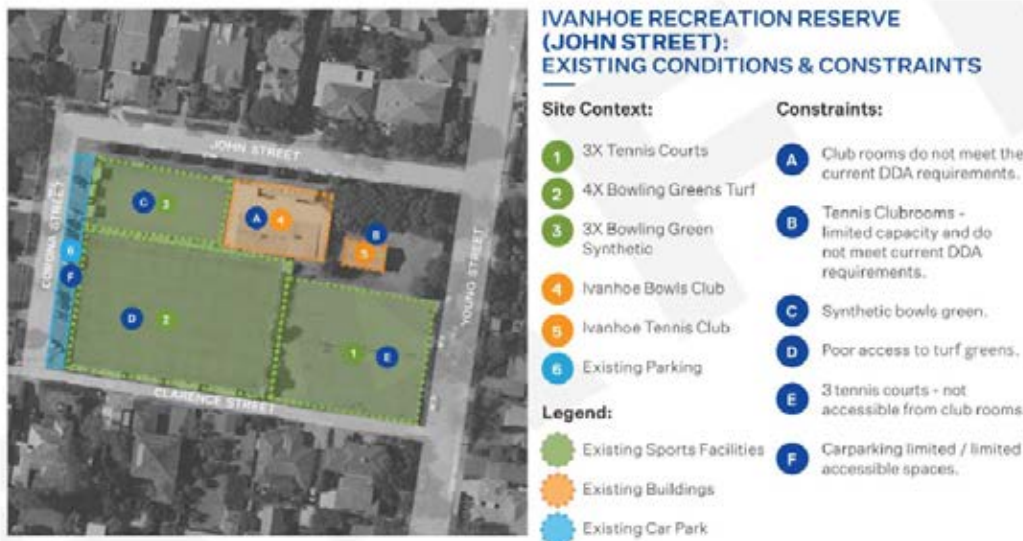 IVANHOE RECREATION RESERVE
(JOHN STREET):
EXISTING CONDITIONS & CONSTRAINTS
Site Context:
1 3X Tennis Courts
2 4X Bowling Greens Turf
3 3X Bowling Green
Synthetic
4 Ivanhoe Bowls Club
5 Ivanhoe Tennis Club
6 Existing Parking
Legend:
Existing Sports Facilities
Existing Buildings
Existing Car Park
Constraints:
A Club rooms do not meet the
current DDA requirements.
B Tennis Clubrooms -
limited capacity and do
not meet current DDA
requirements.
C Synthetic bowls green.
D Poor access to turf greens.
E 3 tennis courts - not
accessible from club rooms
F Carparking limited / limited
accessible spaces.
JOHN STREET
YOUNG STREET
CLARENCE STREET
STREET
C 3
A 4
B
5
6
F
D 2
1 E